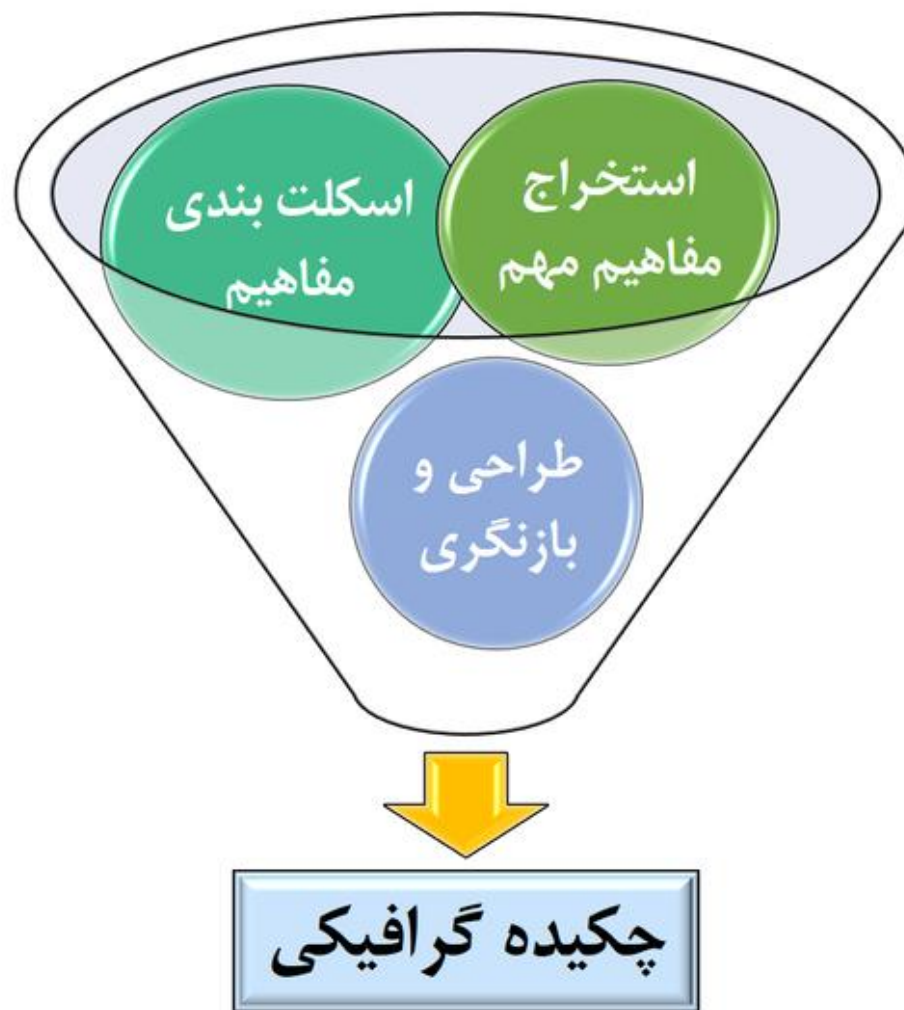 استخراج
مفاهیم مهم
اسکلت بندی
مفاهیم
طراحی و
بازنگری
چکیده گرافیکی